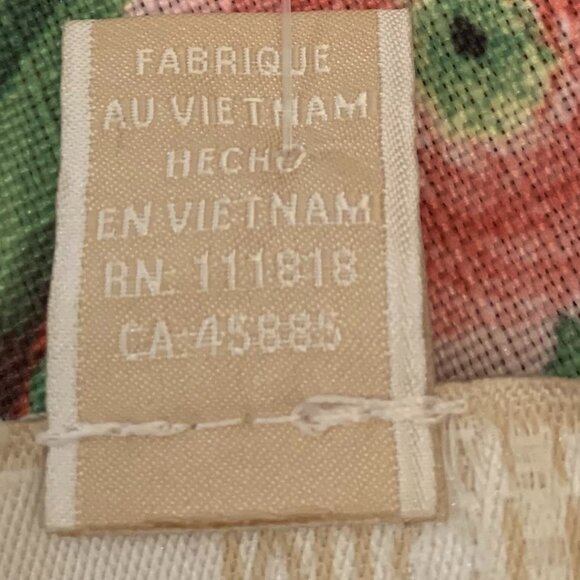 FABRIQUE
AU VIETNAM
HECHO
EN VIETNAM
RN. 111818
CA 45885